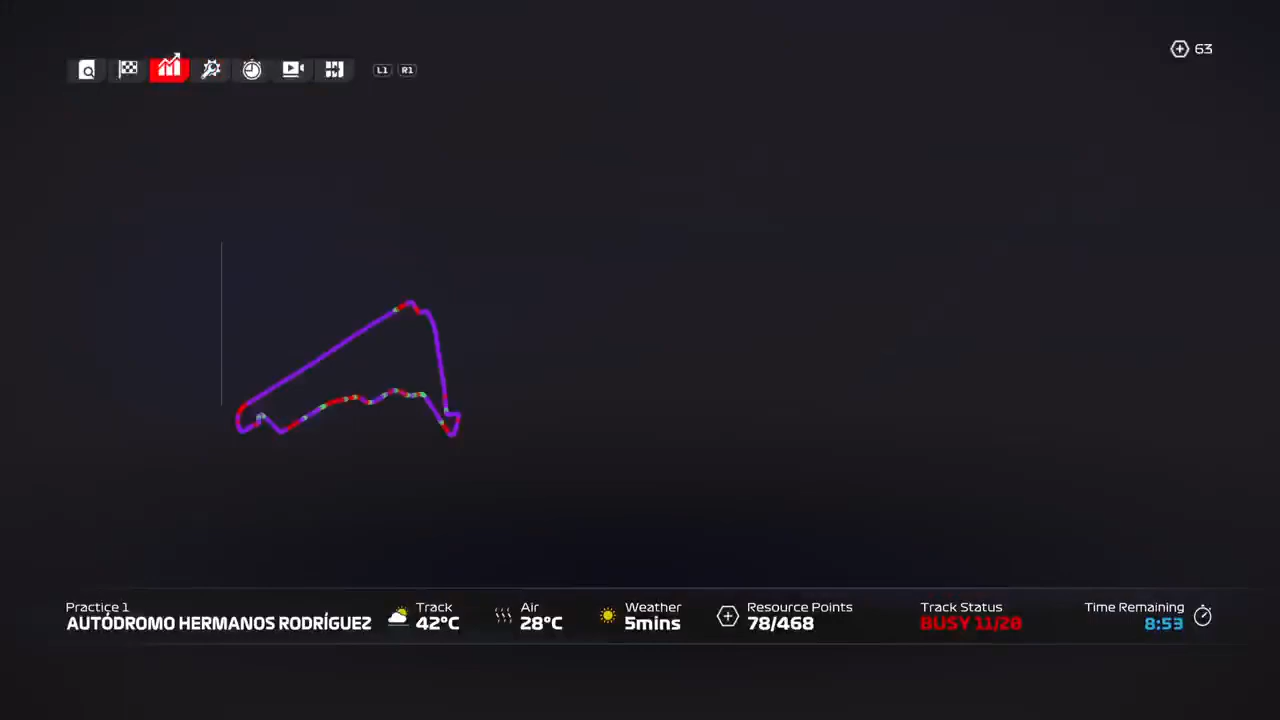 L1 R1
63
Practice 1
AUTÓDROMO HERMANOS RODRÍGUEZ
Track
42°C
Air
28°C
Weather
5mins
Resource Points
78/468
Track Status
BUSY 11/20
Time Remaining
8:53